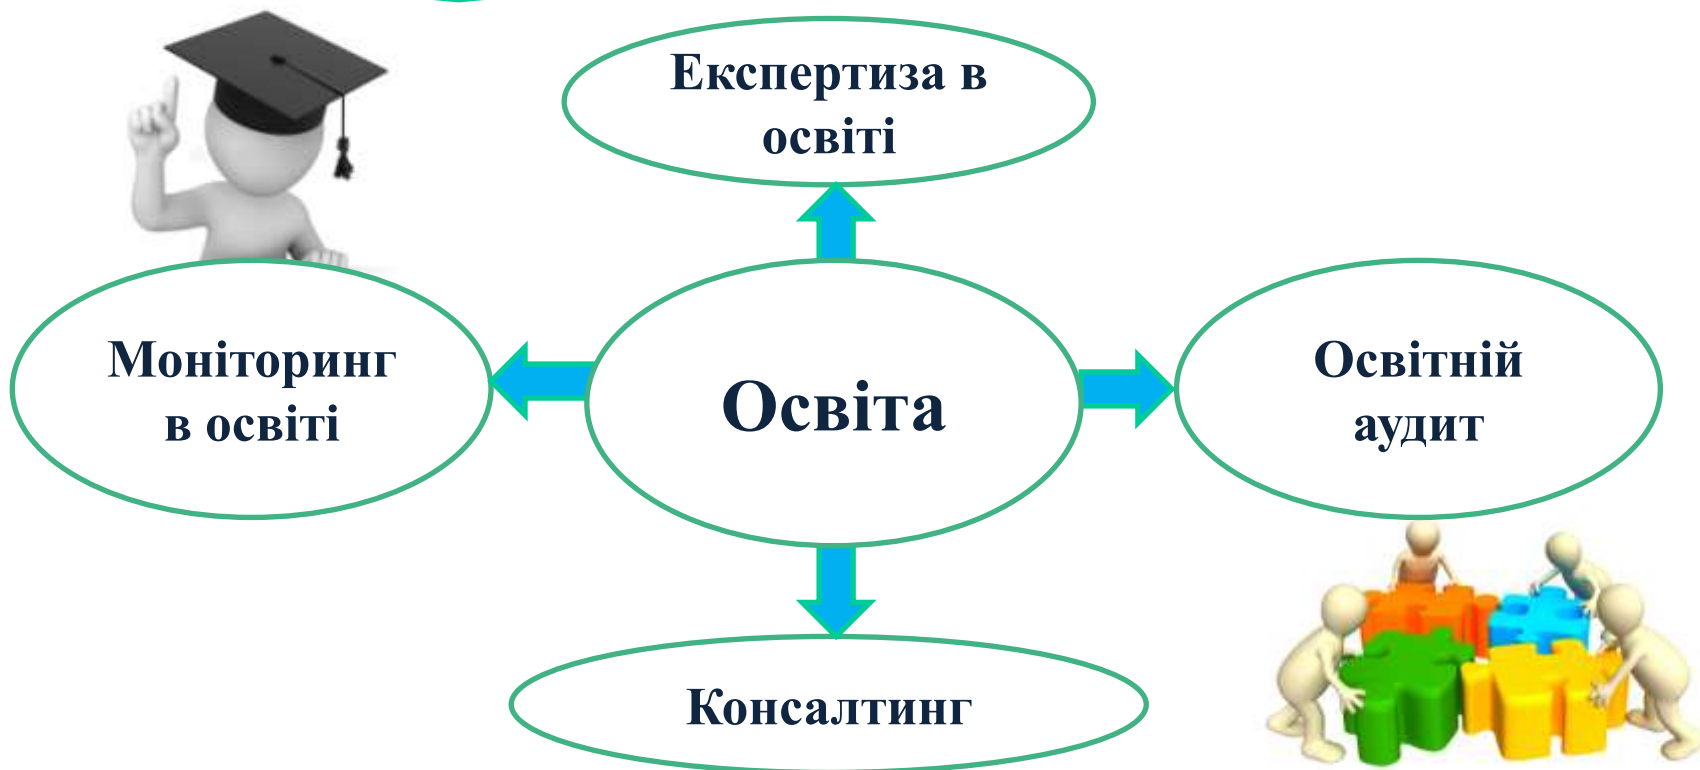 Експертиза в
освіті
Моніторинг
в освіті
Освіта
Освітній
аудит
Консалтинг